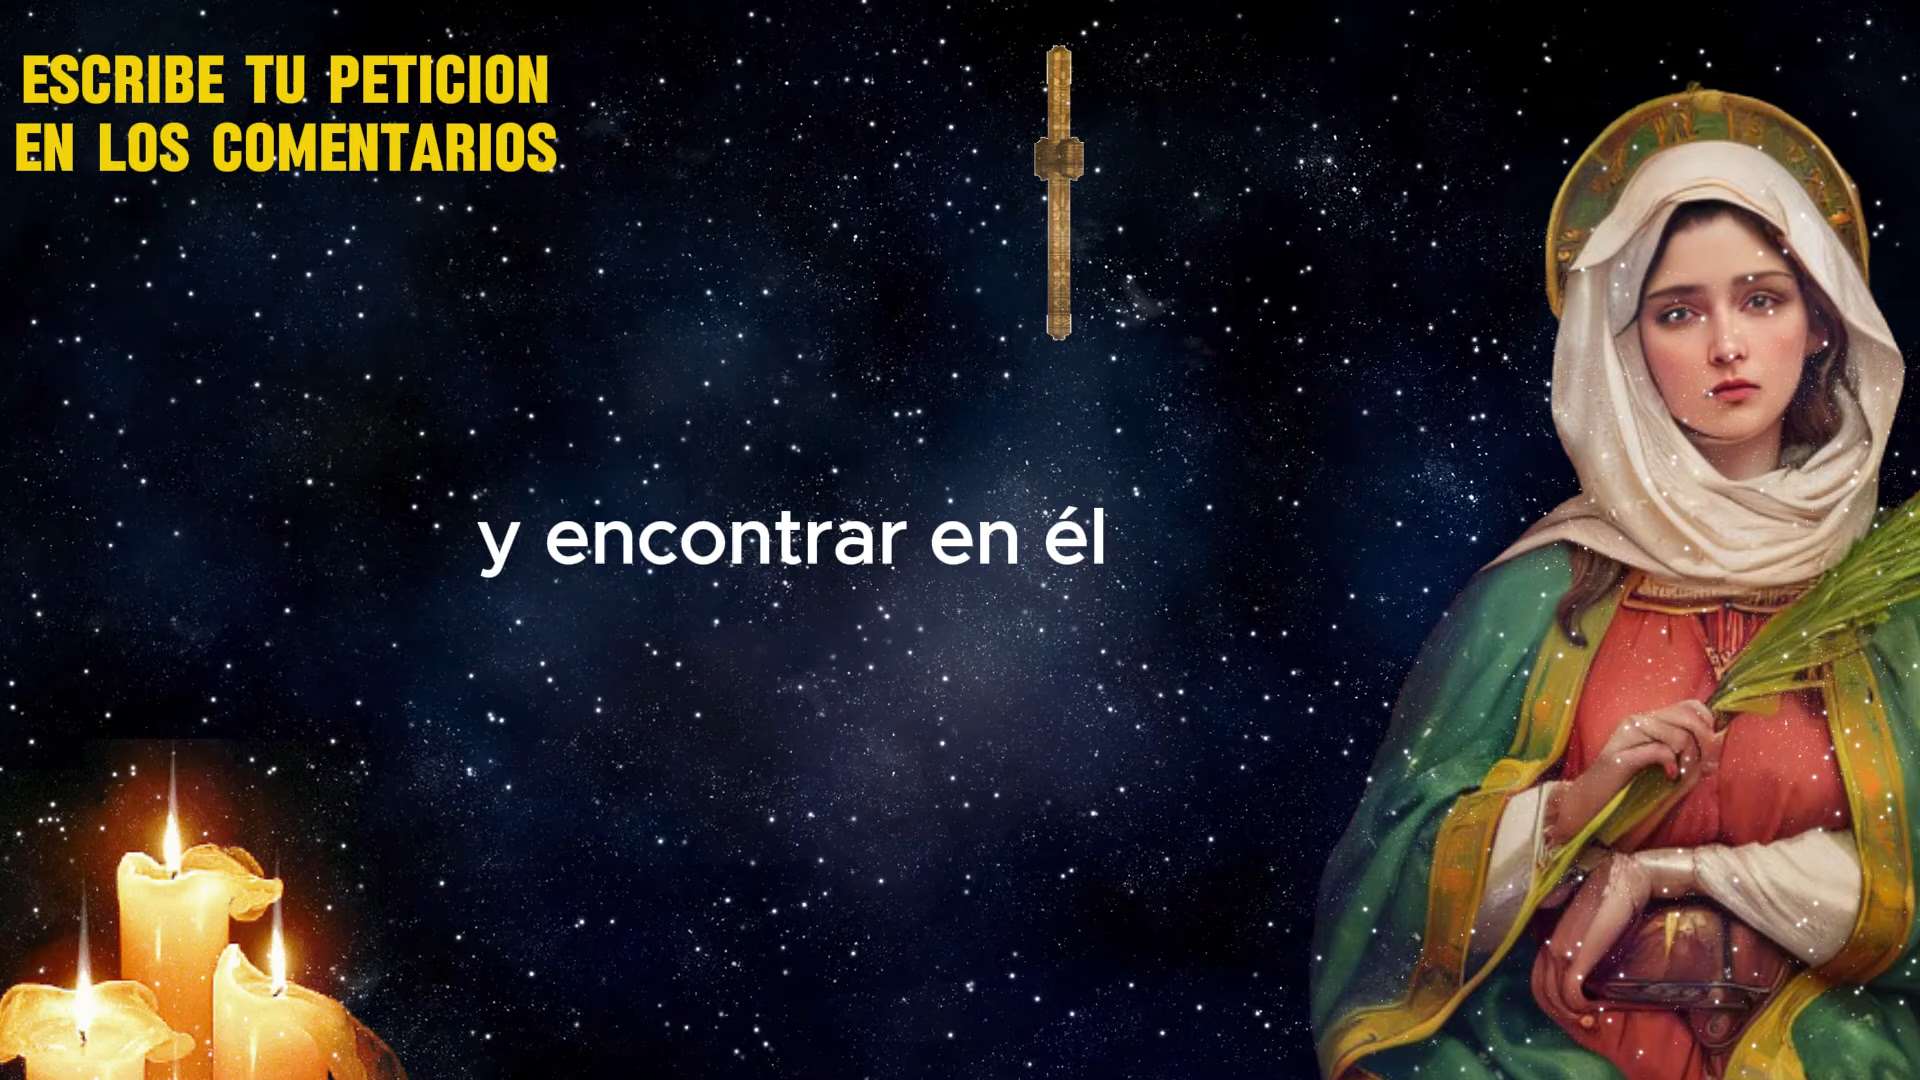 ESCRIBE TU PETICION
EN LOS COMENTARIOS
y encontrar en él